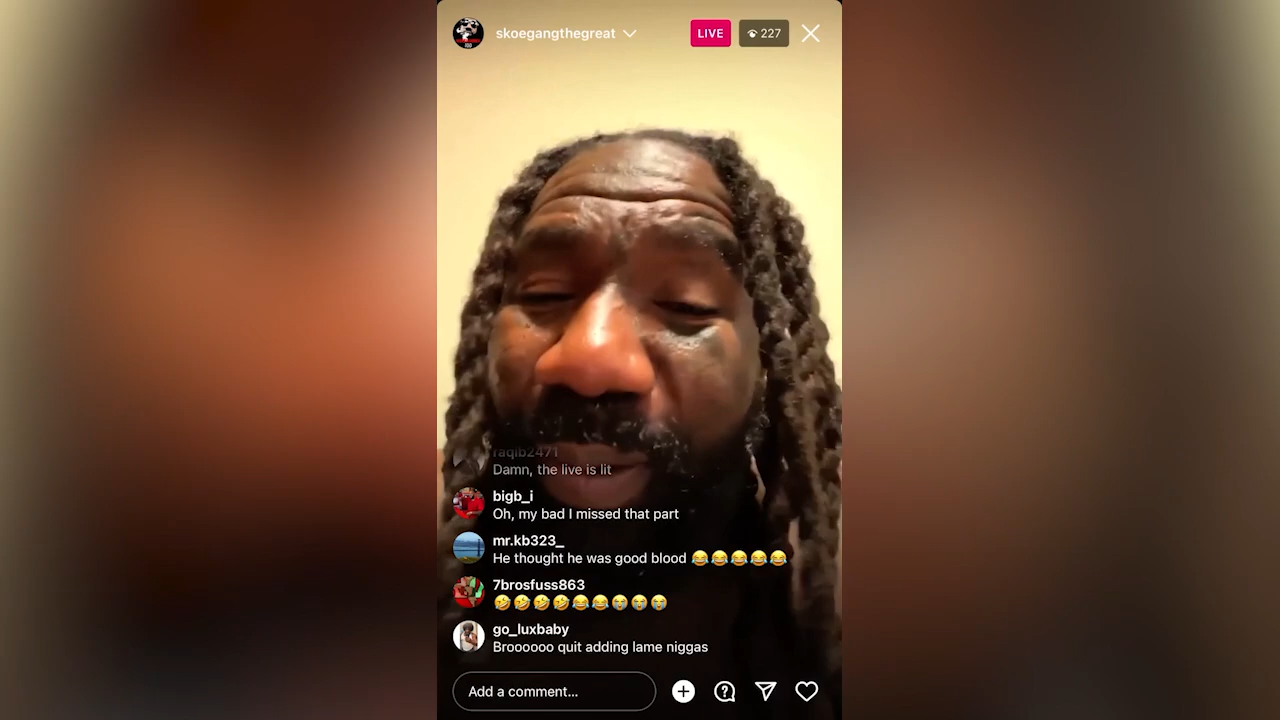 skoegangthegreat
LIVE
227
raqib2471
Damn, the live is lit
bigb_i
Oh, my bad I missed that part
mr.kb323_
He thought he was good blood 😂😂😂😂😂
7brosfuss863
🤣🤣🤣🤣😂😂😭😭😭
go_luxbaby
Broooooo quit adding lame niggas
Add a comment...